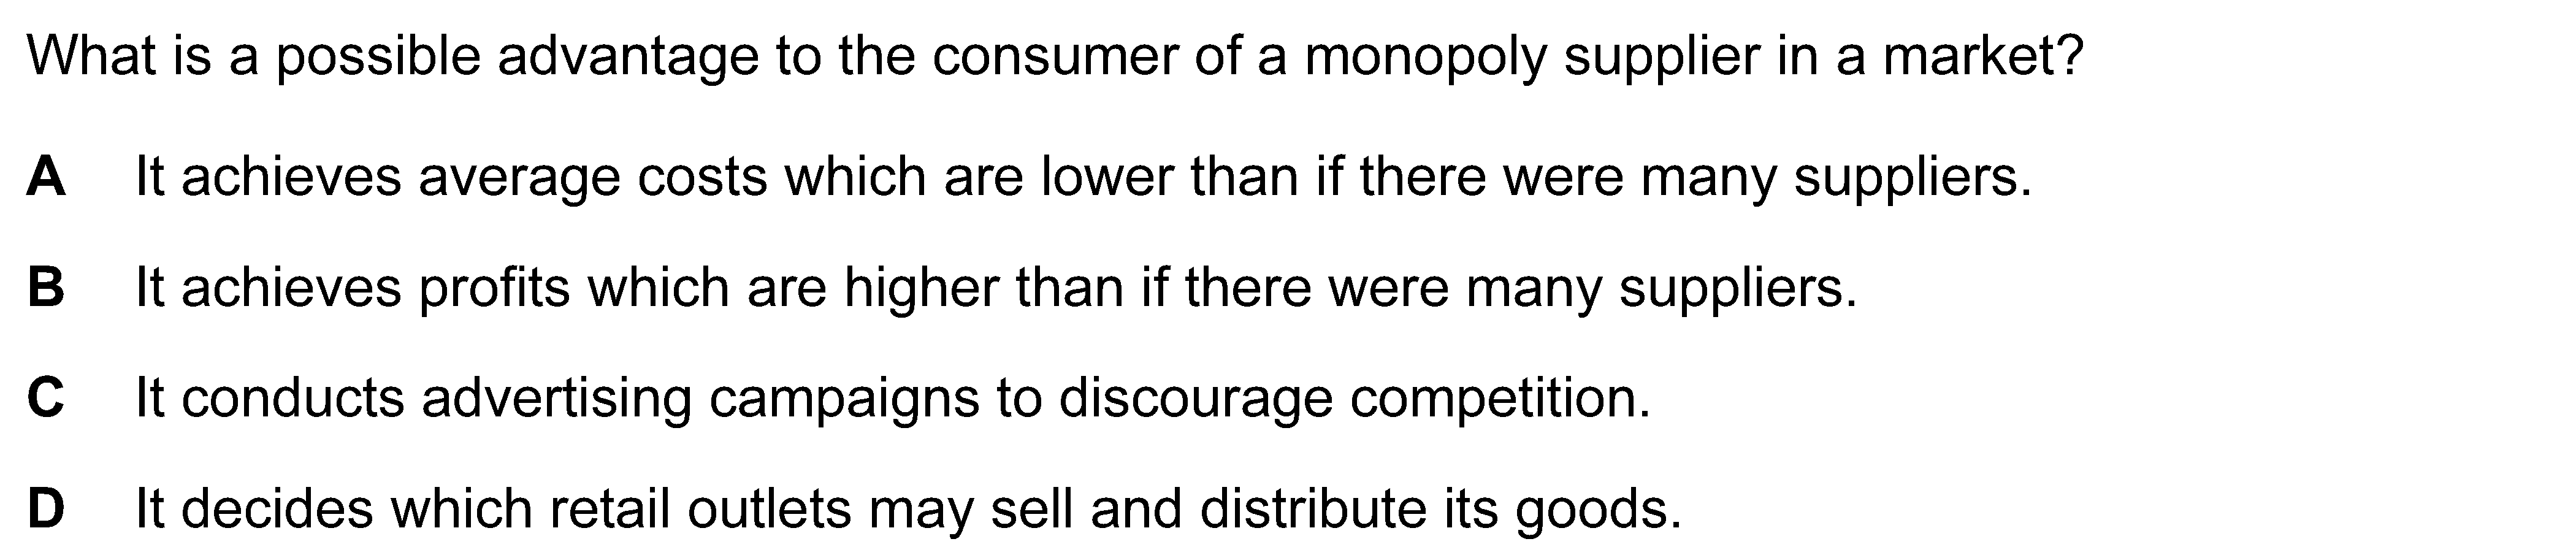 What is a possible advantage to the consumer of a monopoly supplier in a market?
A It achieves average costs which are lower than if there were many suppliers.
B It achieves profits which are higher than if there were many suppliers.
C It conducts advertising campaigns to discourage competition.
D It decides which retail outlets may sell and distribute its goods.